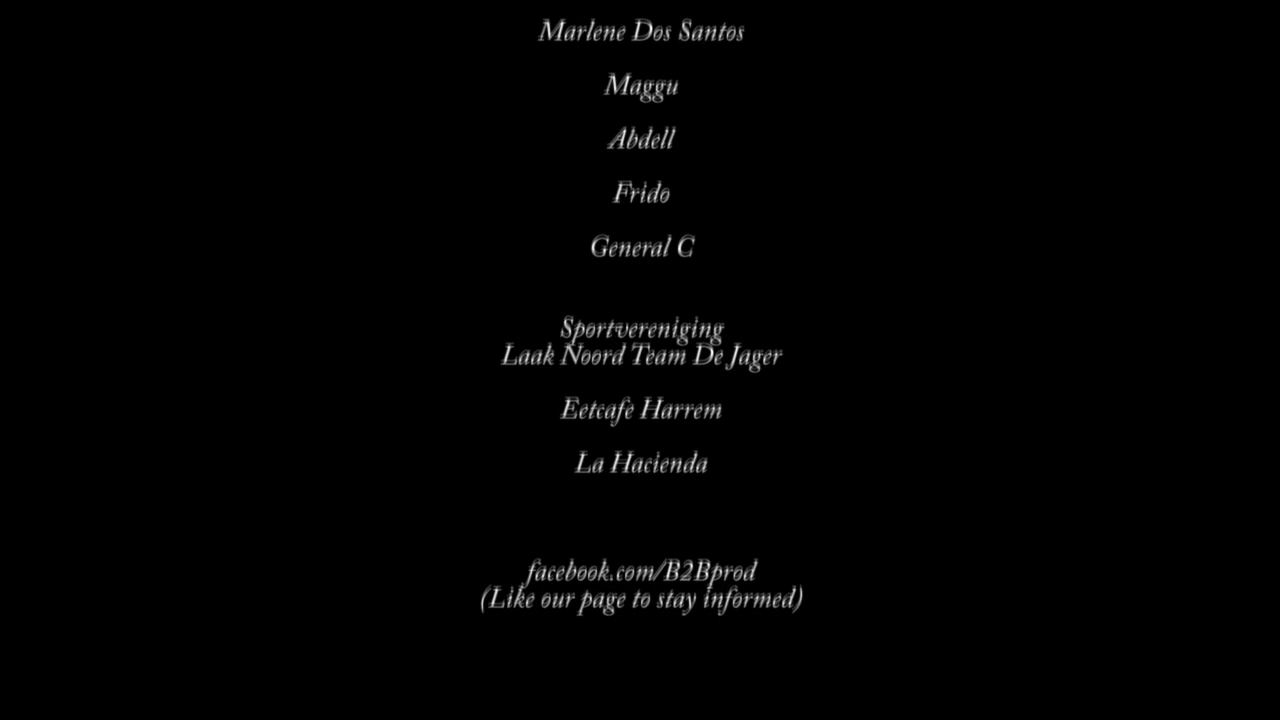 Marlene Dos Santos
Maggu
Abdell
Frido
General C
Sportvereniging
Laak Noord Team De Jager
Eetcafe Harrem
La Hacienda
facebook.com/B2Bprod
(Like our page to stay informed)